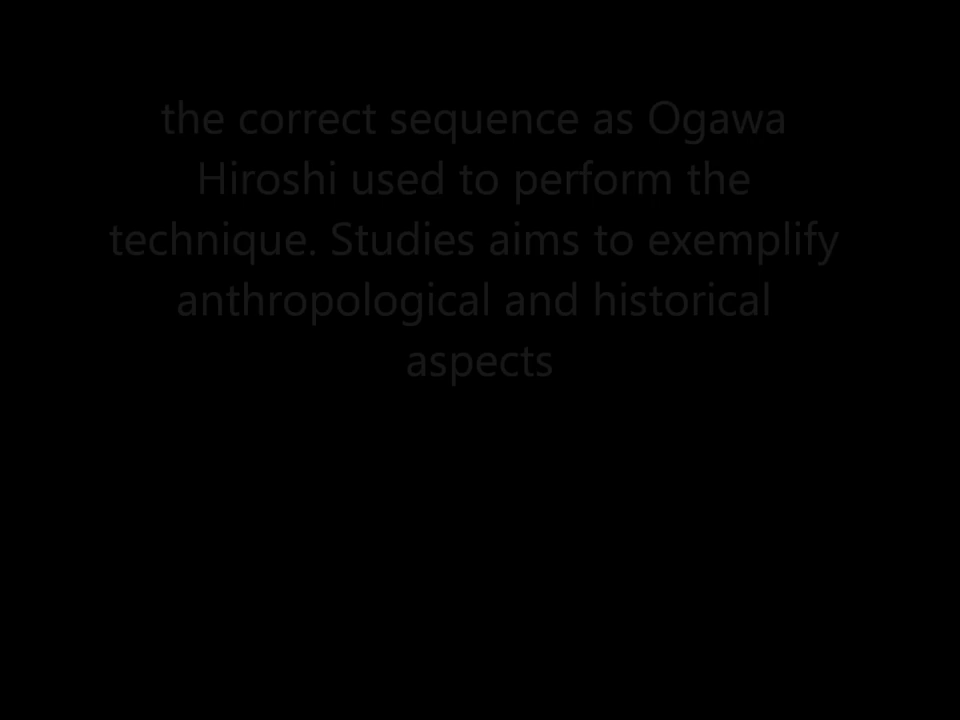 the correct sequence as Ogawa
Hiroshi used to perform the
technique. Studies aims to exemplify
anthropological and historical
aspects